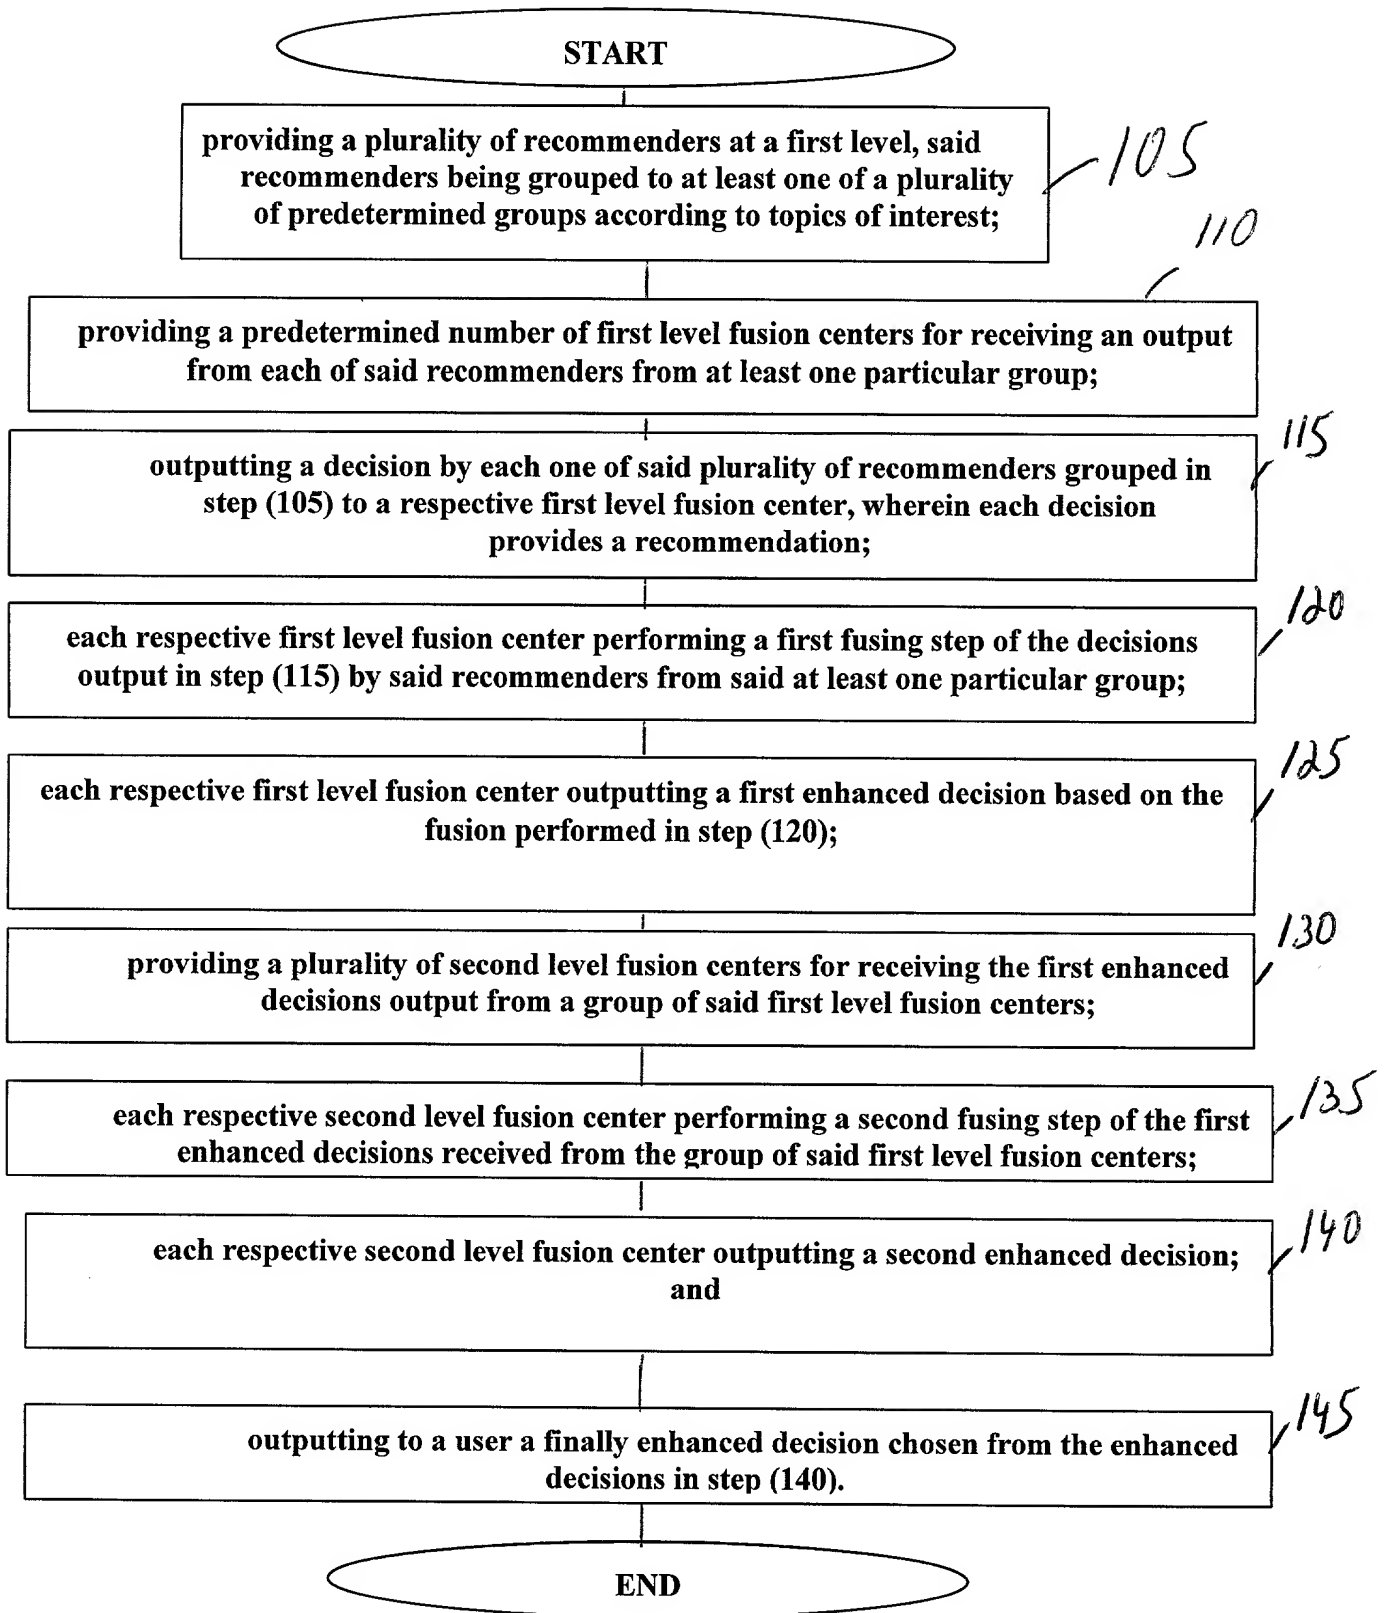 START
providing a plurality of recommenders at a first level, said
recommenders being grouped to at least one of a plurality
of predetermined groups according to topics of interest;
105
110
providing a predetermined number of first level fusion centers for receiving an output
from each of said recommenders from at least one particular group;
115
outputting a decision by each one of said plurality of recommenders grouped in
step (105) to a respective first level fusion center, wherein each decision
provides a recommendation;
120
each respective first level fusion center performing a first fusing step of the decisions
output in step (115) by said recommenders from said at least one particular group;
125
each respective first level fusion center outputting a first enhanced decision based on the
fusion performed in step (120);
130
providing a plurality of second level fusion centers for receiving the first enhanced
decisions output from a group of said first level fusion centers;
135
each respective second level fusion center performing a second fusing step of the first
enhanced decisions received from the group of said first level fusion centers;
140
each respective second level fusion center outputting a second enhanced decision;
and
145
outputting to a user a finally enhanced decision chosen from the enhanced
decisions in step (140).
END